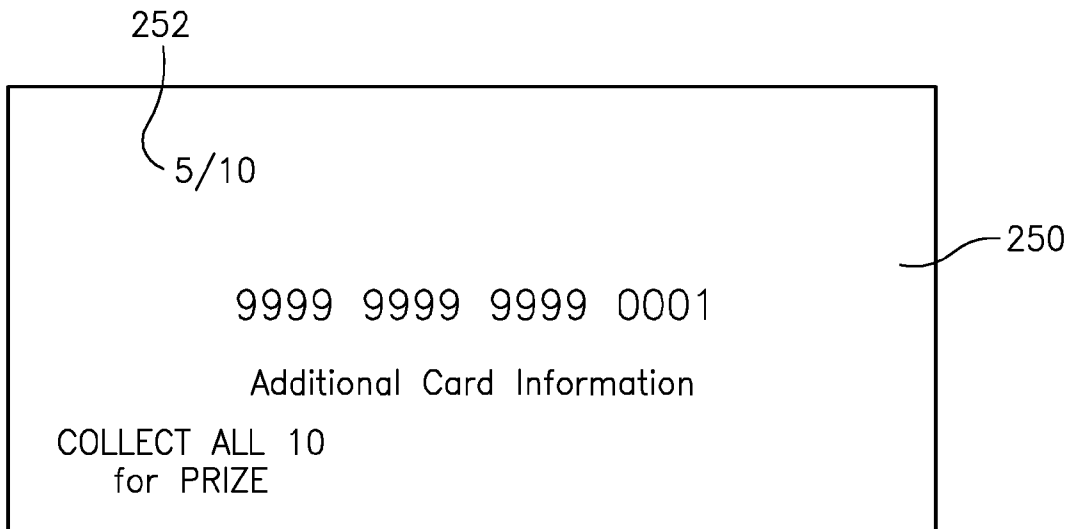 252
5/10
250
9999 9999 9999 0001
Additional Card Information
COLLECT ALL 10
for PRIZE